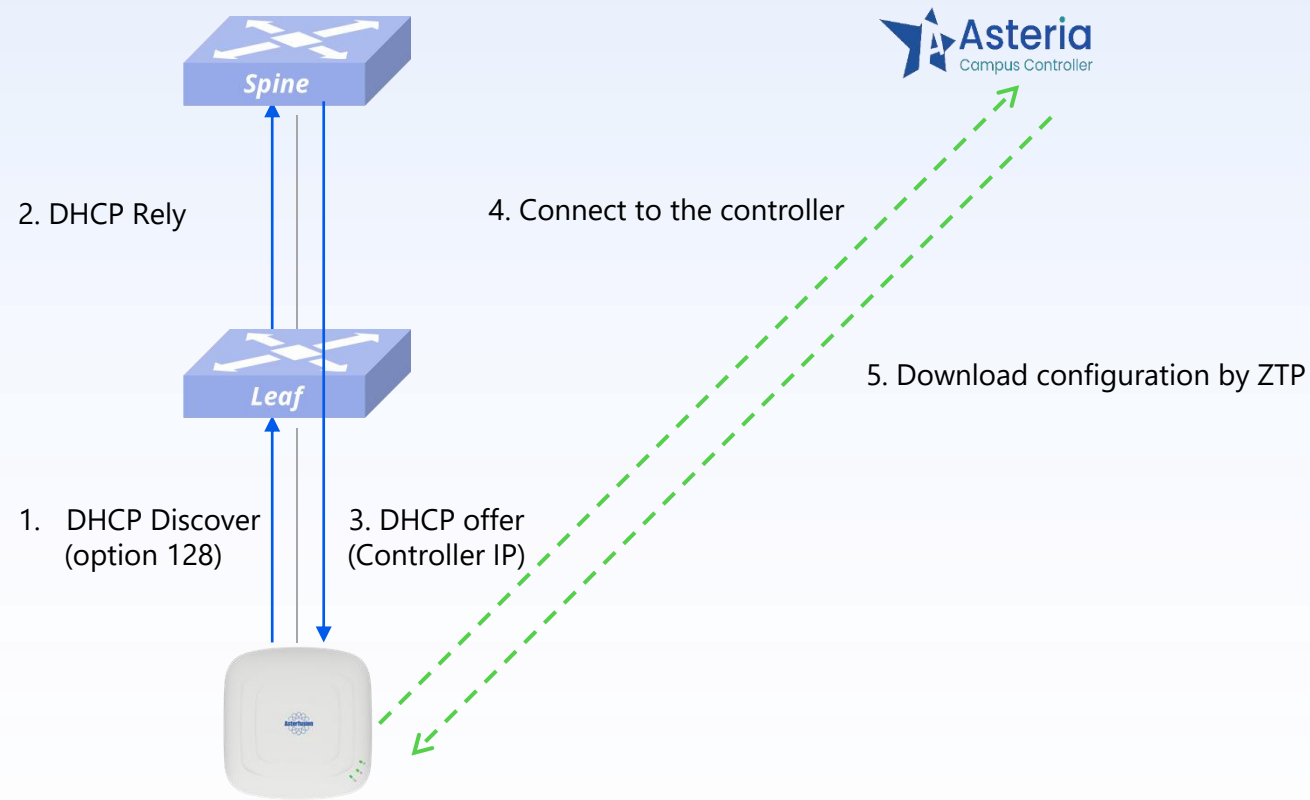 Spine
Asteria
Campus Controller
2. DHCP Rely
4. Connect to the controller
Leaf
5. Download configuration by ZTP
1. DHCP Discover
(option 128)
3. DHCP offer
(Controller IP)
Asterfusion